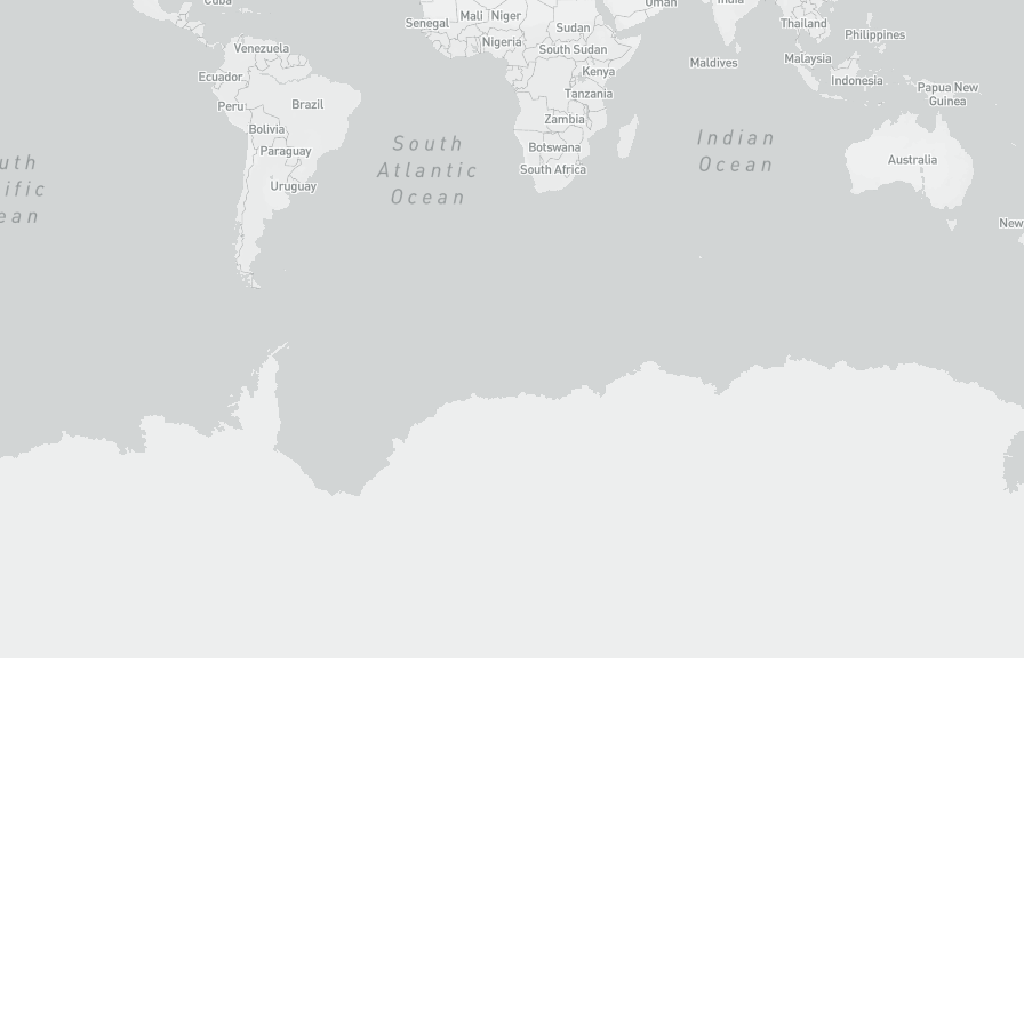 Cuba
Oman
India
Senegal
Mali
Niger
Sudan
Thailand
Philippines
Nigeria
South Sudan
Venezuela
Maldives
Malaysia
Ecuador
Kenya
Indonesia
Peru
Brazil
Tanzania
Papua New
Guinea
Bolivia
Zambia
Paraguay
South
Atlantic
Ocean
Botswana
Indian
Ocean
Australia
uth
ific
ean
South Africa
Uruguay
New